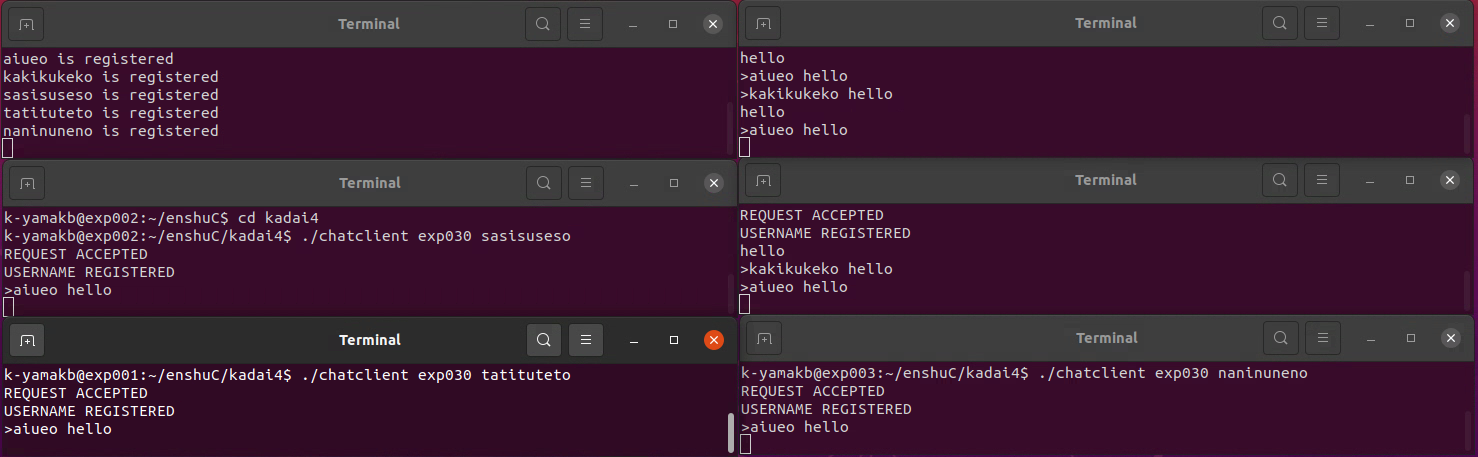 Terminal
aiueo is registered
kakikukeko is registered
sasisuseso is registered
tatituteto is registered
naninuneno is registered
Terminal
hello
>aiueo hello
>kakikukeko hello
hello
>aiueo hello
Terminal
k-yamakb@exp002:~/enshuC$ cd kadai4
k-yamakb@exp002:~/enshuC/kadai4$ ./chatclient exp030 sasisuseso
REQUEST ACCEPTED
USERNAME REGISTERED
>aiueo hello
Terminal
REQUEST ACCEPTED
USERNAME REGISTERED
hello
>kakikukeko hello
>aiueo hello
Terminal
k-yamakb@exp001:~/enshuC/kadai4$ ./chatclient exp030 tatituteto
REQUEST ACCEPTED
USERNAME REGISTERED
>aiueo hello
Terminal
k-yamakb@exp003:~/enshuC/kadai4$ ./chatclient exp030 naninuneno
REQUEST ACCEPTED
USERNAME REGISTERED
>aiueo hello